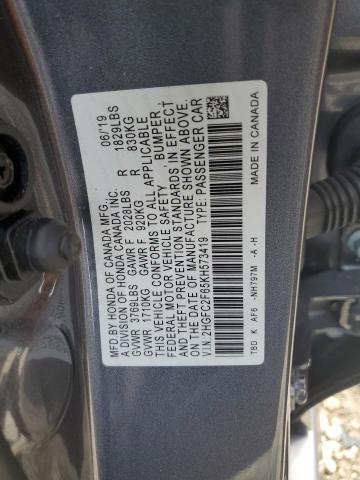 MFG. BY HONDA OF CANADA MFG., 06/19
A DIVISION OF HONDA CANADA INC.
GVWR 3769LBS GAWR F 2028LBS R 1829LBS
GVWR 1710KG GAWR F 920KG R 830KG
THIS VEHICLE CONFORMS TO ALL APPLICABLE
FEDERAL MOTOR VEHICLE SAFETY BUMPER,
AND THEFT PREVENTION STANDARDS IN EFFECT
ON THE DATE OF MANUFACTURE SHOWN ABOVE.
V.I.N.: 2HGFC2F65KH573419 TYPE: PASSENGER CAR
MADE IN CANADA
TBD K AF6 -NH797M -A -H